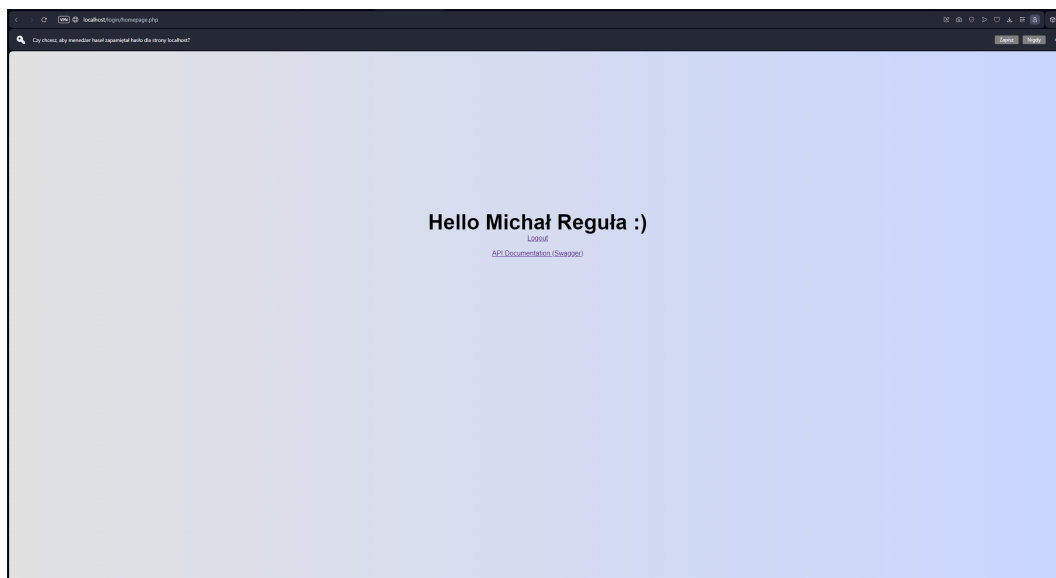 VPN localhost/login/homepage.php
Czy chcesz, aby menedżer haseł zapamiętał hasło dla strony localhost?
Zapisz Nigdy
Hello Michał Reguła :)
Logout
API Documentation (Swagger)